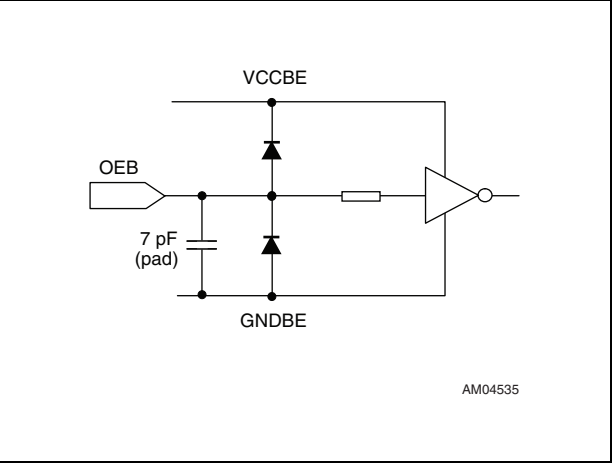 VCCBE
OEB
7 pF
(pad)
GNDBE
AM04535